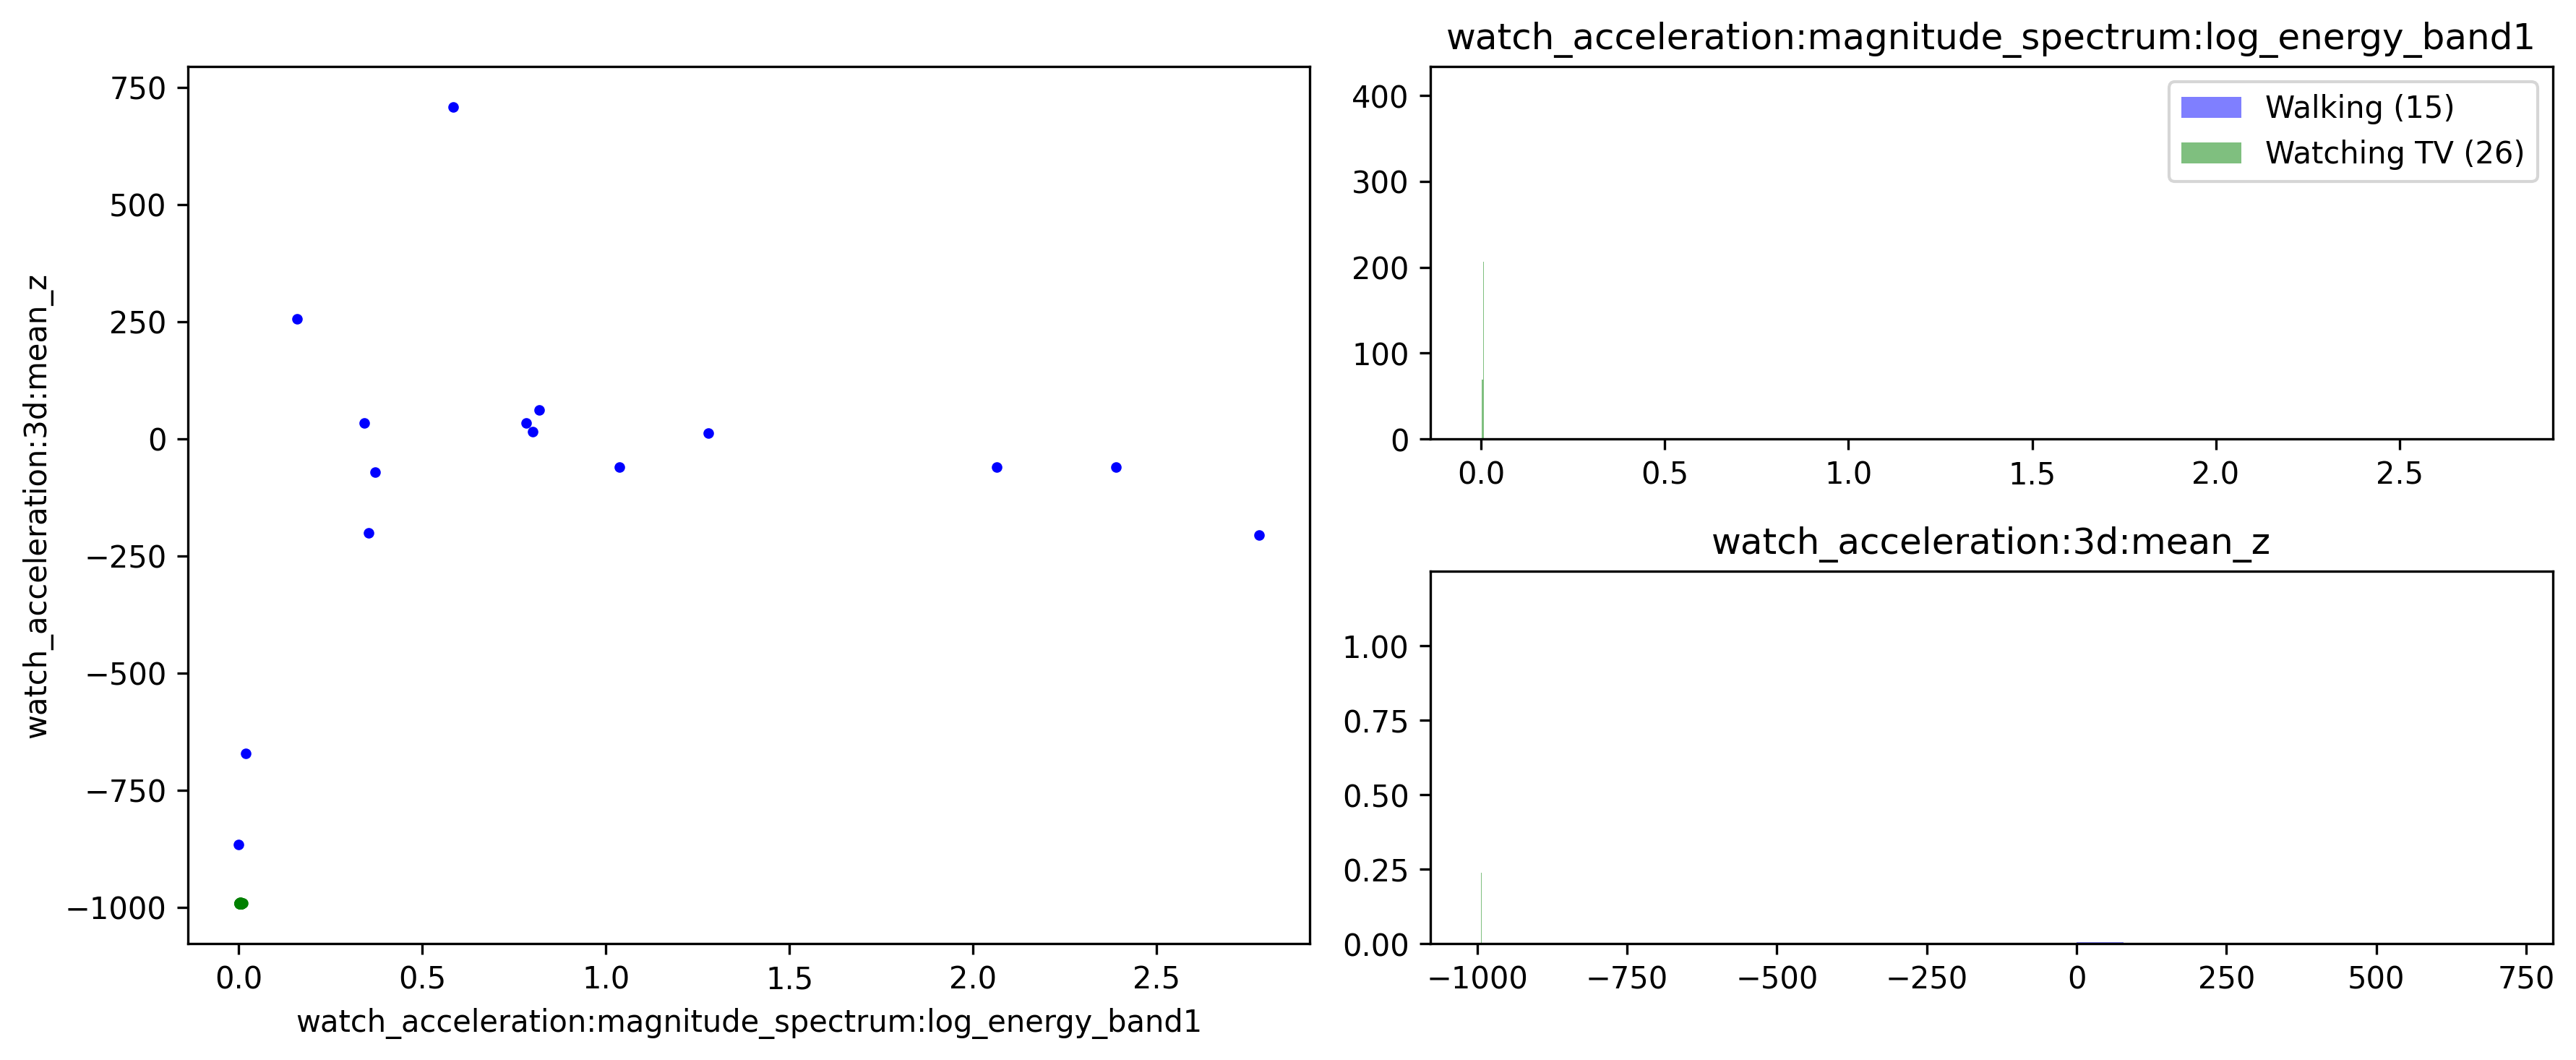 750
500
250
0
−250
−500
−750
−1000
watch_acceleration:3d:mean_z
0.0 0.5 1.0 1.5 2.0 2.5
watch_acceleration:magnitude_spectrum:log_energy_band1
watch_acceleration:magnitude_spectrum:log_energy_band1
400
300
200
100
0
Walking (15)
Watching TV (26)
0.0 0.5 1.0 1.5 2.0 2.5
watch_acceleration:3d:mean_z
1.00
0.75
0.50
0.25
0.00
−1000 −750 −500 −250 0 250 500 750